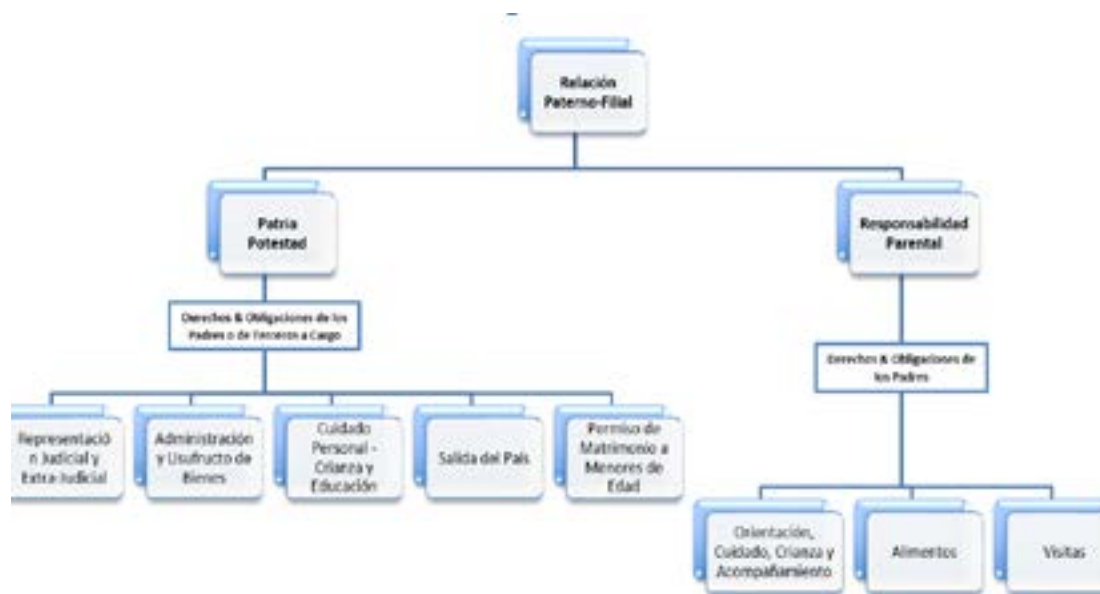 Relación
Paterno-Filial
Patria
Potestad
Responsabilidad
Parental
Derechos & Obligaciones de los
Padres o de Terceros a Cargo
Derechos & Obligaciones de
los Padres
Representació
n Judicial y
Extra-Judicial
Administración
y Usufructo de
Bienes
Cuidado
Personal -
Crianza y
Educación
Salida del País
Permiso de
Matrimonio a
Menores de
Edad
Orientación,
Cuidado, Crianza y
Acompañamiento
Alimentos
Visitas